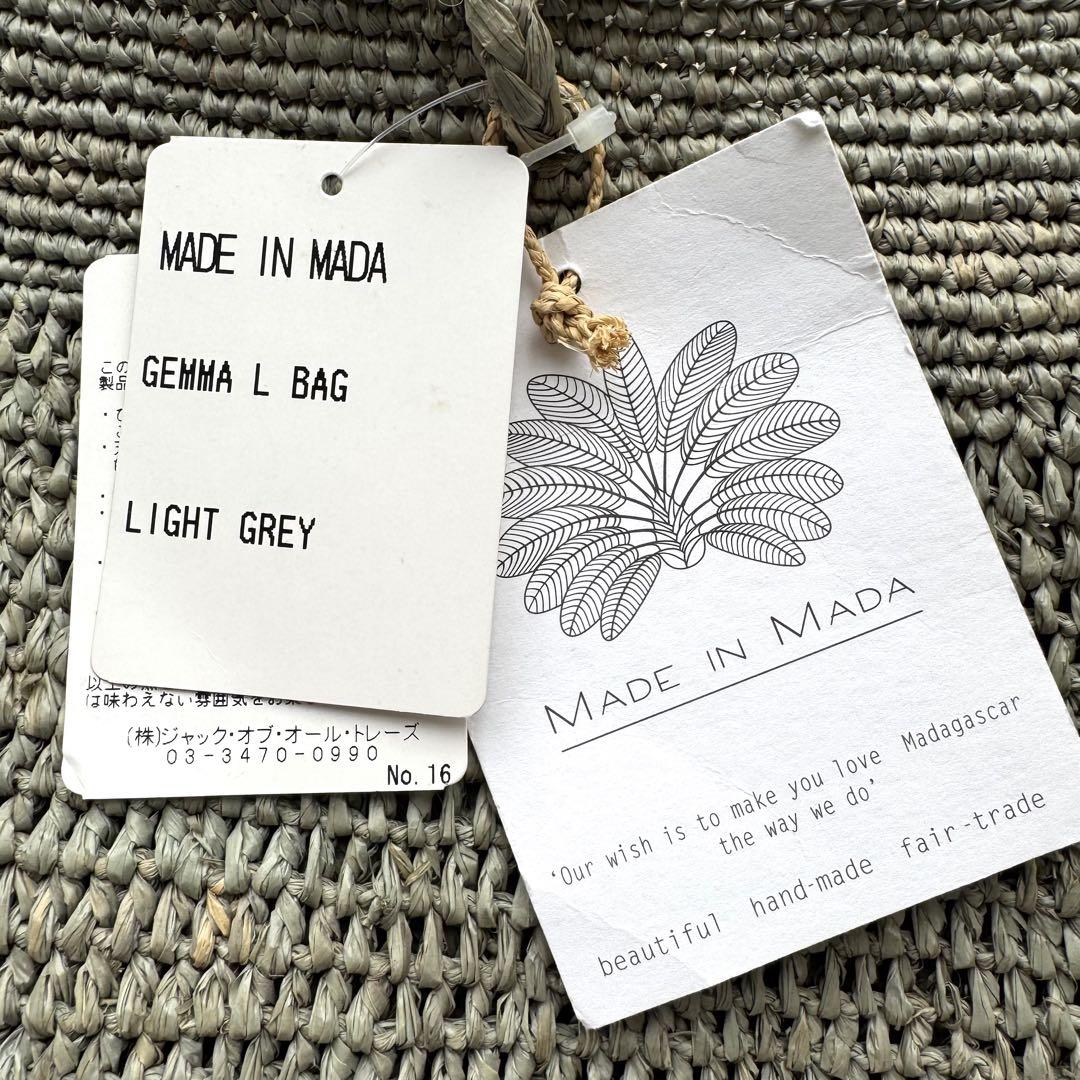 MADE IN MADA
GEMMA L BAG
LIGHT GREY
この
製品
は味わえない雰囲気をお
(株)ジャック・オブ・オール・トレーズ
03-3470-0990
No. 16
MADE IN MADA
‘Our wish is to make you love Madagascar
the way we do’
beautiful hand-made fair-trade